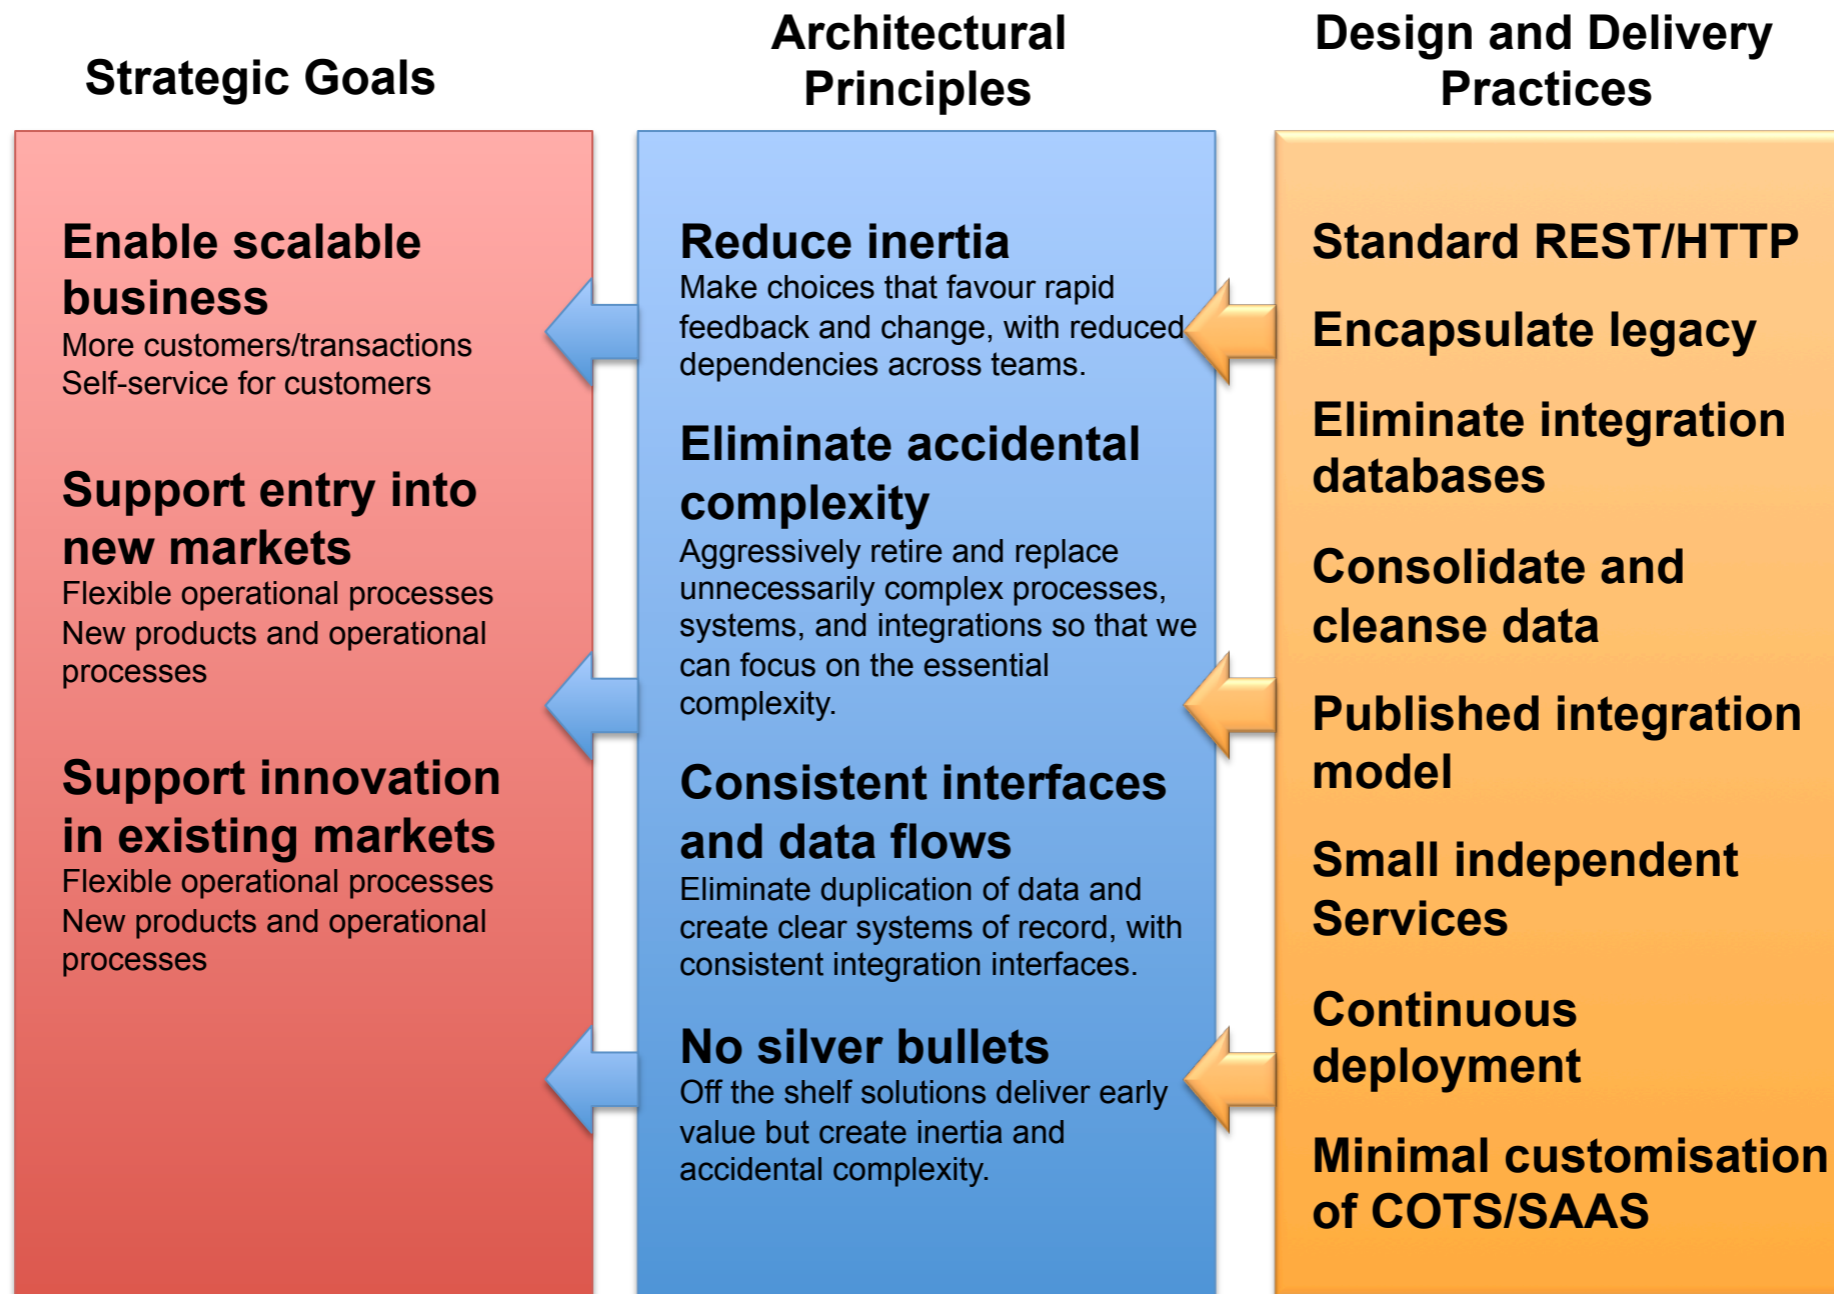 Strategic Goals
Enable scalable
business
More customers/transactions
Self-service for customers
Support entry into
new markets
Flexible operational processes
New products and operational
processes
Support innovation
in existing markets
Flexible operational processes
New products and operational
processes
Architectural
Principles
Reduce inertia
Make choices that favour rapid
feedback and change, with reduced
dependencies across teams.
Eliminate accidental
complexity
Aggressively retire and replace
unnecessarily complex processes,
systems, and integrations so that we
can focus on the essential
complexity.
Consistent interfaces
and data flows
Eliminate duplication of data and
create clear systems of record, with
consistent integration interfaces.
No silver bullets
Off the shelf solutions deliver early
value but create inertia and
accidental complexity.
Design and Delivery
Practices
Standard REST/HTTP
Encapsulate legacy
Eliminate integration
databases
Consolidate and
cleanse data
Published integration
model
Small independent
Services
Continuous
deployment
Minimal customisation
of COTS/SAAS